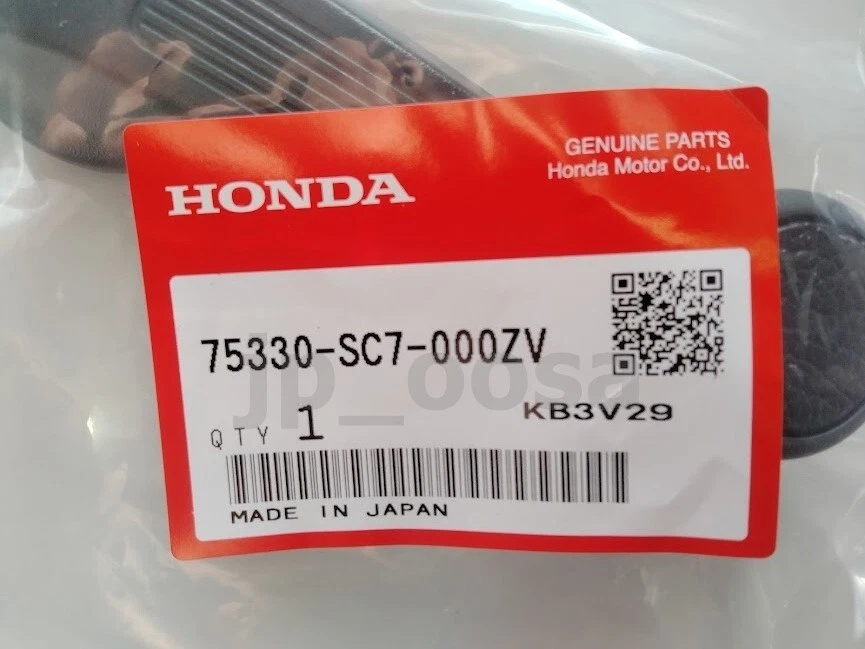 GENUINE PARTS
Honda Motor Co., Ltd.
HONDA
75330-SC7-000ZV
jp_oosa
KB3V29
QTY 1
MADE IN JAPAN